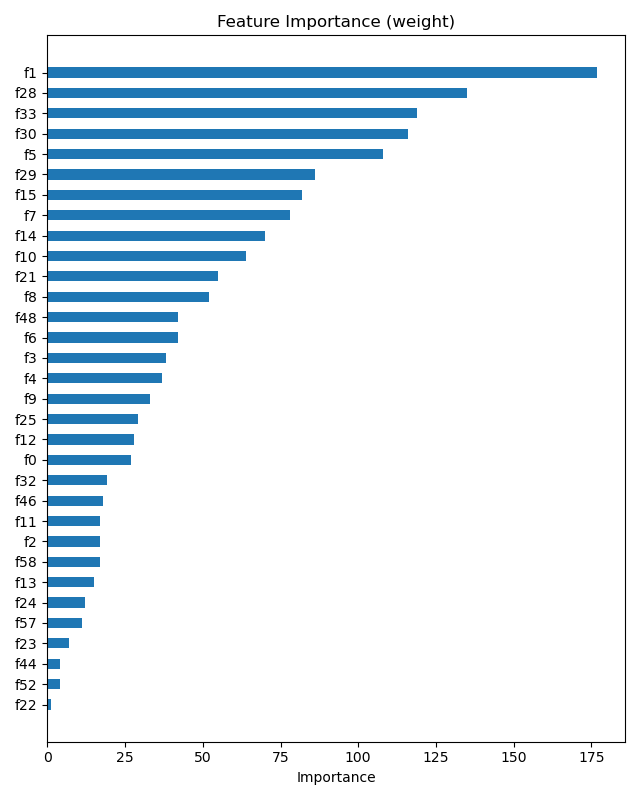 Feature Importance (weight)
f1
f28
f33
f30
f5
f29
f15
f7
f14
f10
f21
f8
f48
f6
f3
f4
f9
f25
f12
f0
f32
f46
f11
f2
f58
f13
f24
f57
f23
f44
f52
f22
0 25 50 75 100 125 150 175
Importance